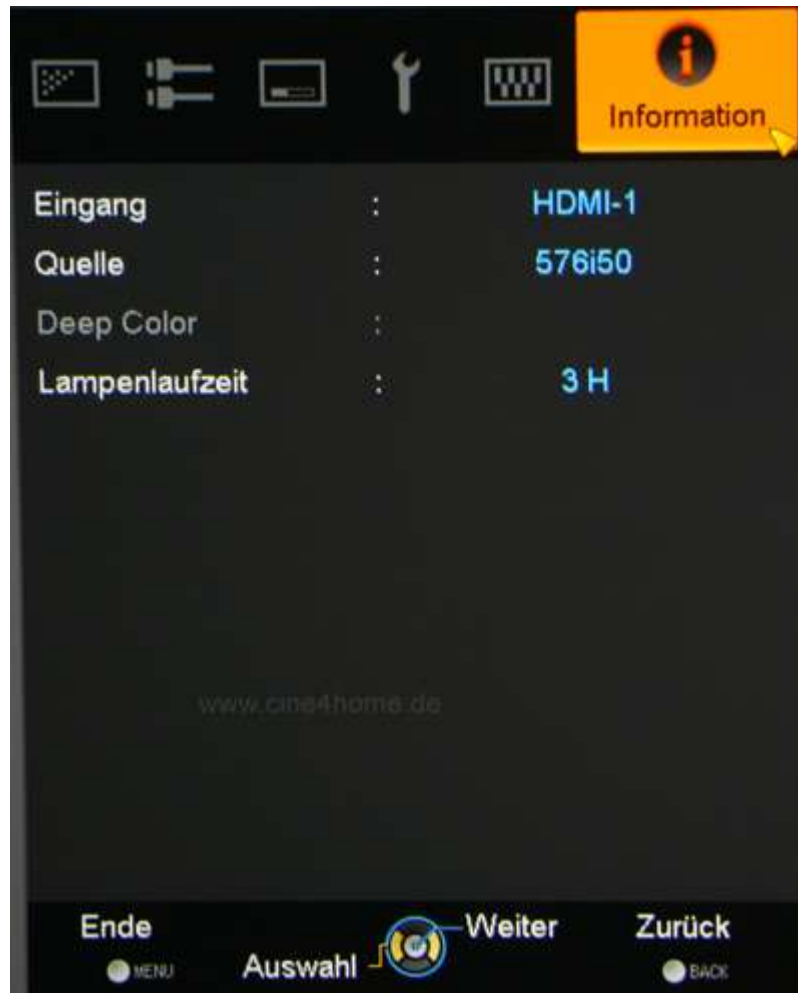 Information
Eingang : HDMI-1
Quelle : 576i50
Deep Color :
Lampenlaufzeit : 3 H
www.cine4home.de
Ende Weiter Zurück
MENU Auswahl BACK